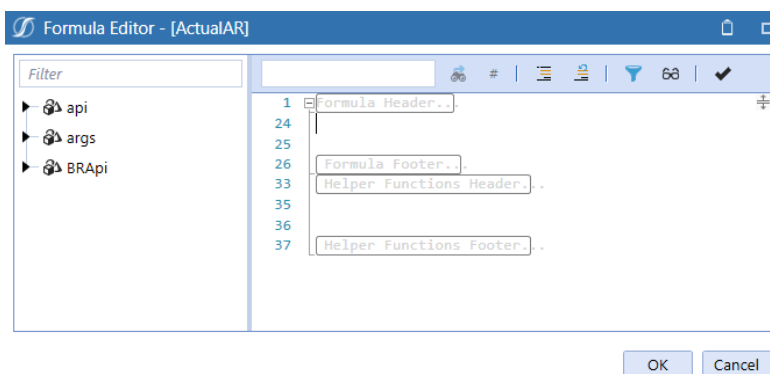 Formula Editor - [ActualAR]
Filter
#
api
args
BRApi
1 Formula Header...
24
25
26 Formula Footer...
33 Helper Functions Header...
35
36
37 Helper Functions Footer...
OK Cancel